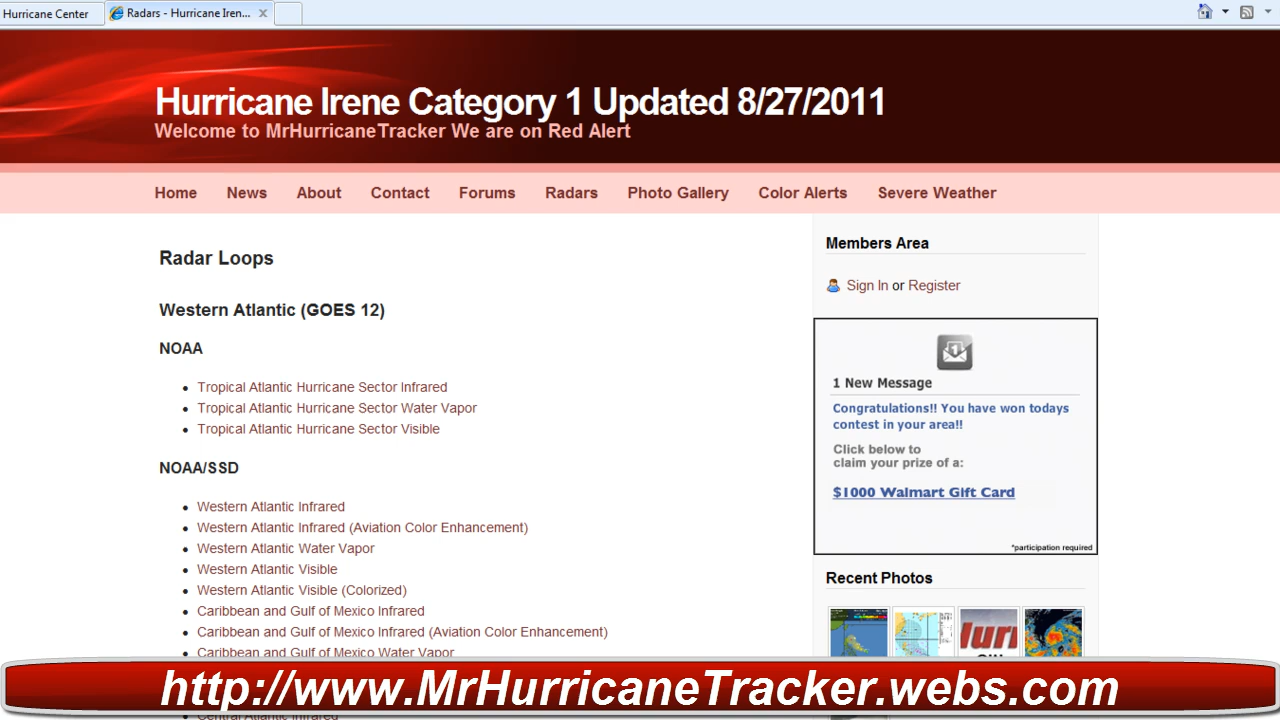 Hurricane Center
Radars - Hurricane Iren...
Hurricane Irene Category 1 Updated 8/27/2011
Welcome to MrHurricaneTracker We are on Red Alert
Home News About Contact Forums Radars Photo Gallery Color Alerts Severe Weather
Radar Loops
Western Atlantic (GOES 12)
NOAA
Tropical Atlantic Hurricane Sector Infrared
Tropical Atlantic Hurricane Sector Water Vapor
Tropical Atlantic Hurricane Sector Visible
NOAA/SSD
Western Atlantic Infrared
Western Atlantic Infrared (Aviation Color Enhancement)
Western Atlantic Water Vapor
Western Atlantic Visible
Western Atlantic Visible (Colorized)
Caribbean and Gulf of Mexico Infrared
Caribbean and Gulf of Mexico Infrared (Aviation Color Enhancement)
Caribbean and Gulf of Mexico Water Vapor
Central Atlantic Infrared
Members Area
Sign In or Register
1
1 New Message
Congratulations!! You have won todays
contest in your area!!
Click below to
claim your prize of a:
$1000 Walmart Gift Card
*participation required
Recent Photos
http://www.MrHurricaneTracker.webs.com